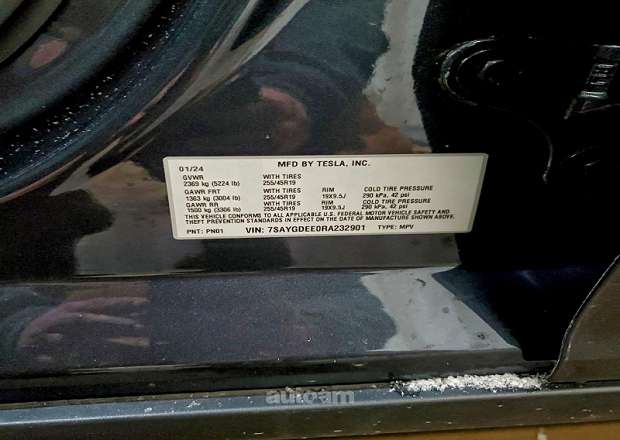 01/24 MFD BY TESLA, INC.
GVWR WITH TIRES
2369 kg (5224 lb) 255/45R19
GAWR FRT WITH TIRES RIM COLD TIRE PRESSURE
1363 kg (3004 lb) 255/45R19 19X9.5J 290 kPa, 42 psi
GAWR RR WITH TIRES RIM COLD TIRE PRESSURE
1500 kg (3306 lb) 255/45R19 19X9.5J 290 kPa, 42 psi
THIS VEHICLE CONFORMS TO ALL APPLICABLE U.S. FEDERAL MOTOR VEHICLE SAFETY AND
THEFT PREVENTION STANDARDS IN EFFECT ON THE DATE OF MANUFACTURE SHOWN ABOVE.
PNT: PN01 VIN: 7SAYGDEE0RA232901 TYPE: MPV
autoam